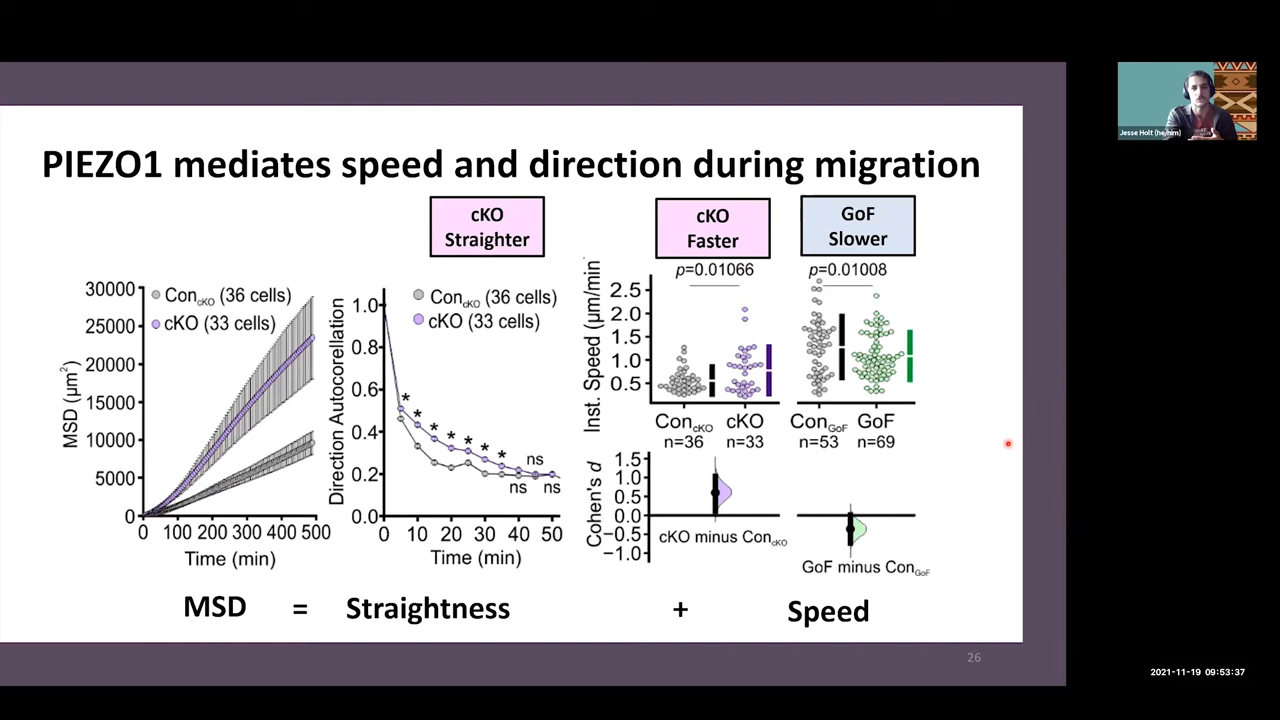 PIEZO1 mediates speed and direction during migration
cKO
Straighter
cKO
Faster
GoF
Slower
30000
25000
20000
15000
10000
5000
0
MSD (μm²)
Con cKO (36 cells)
cKO (33 cells)
0 100 200 300 400 500
Time (min)
Direction Autocorellation
1.0
0.8
0.6
0.4
0.2
0.0
Con cKO (36 cells)
cKO (33 cells)
* * * * * * *
ns
ns ns
0 10 20 30 40 50
Time (min)
Inst. Speed (μm/min)
2.5
2.0
1.5
1.0
0.5
p=0.01066
p=0.01008
Con cKO cKO Con GoF GoF
n=36 n=33 n=53 n=69
Cohen's d
1.5
1.0
0.5
0.0
−0.5
−1.0
cKO minus Con cKO
GoF minus Con GoF
MSD = Straightness + Speed
26
Jesse Holt (he/him)
2021-11-19 09:53:37